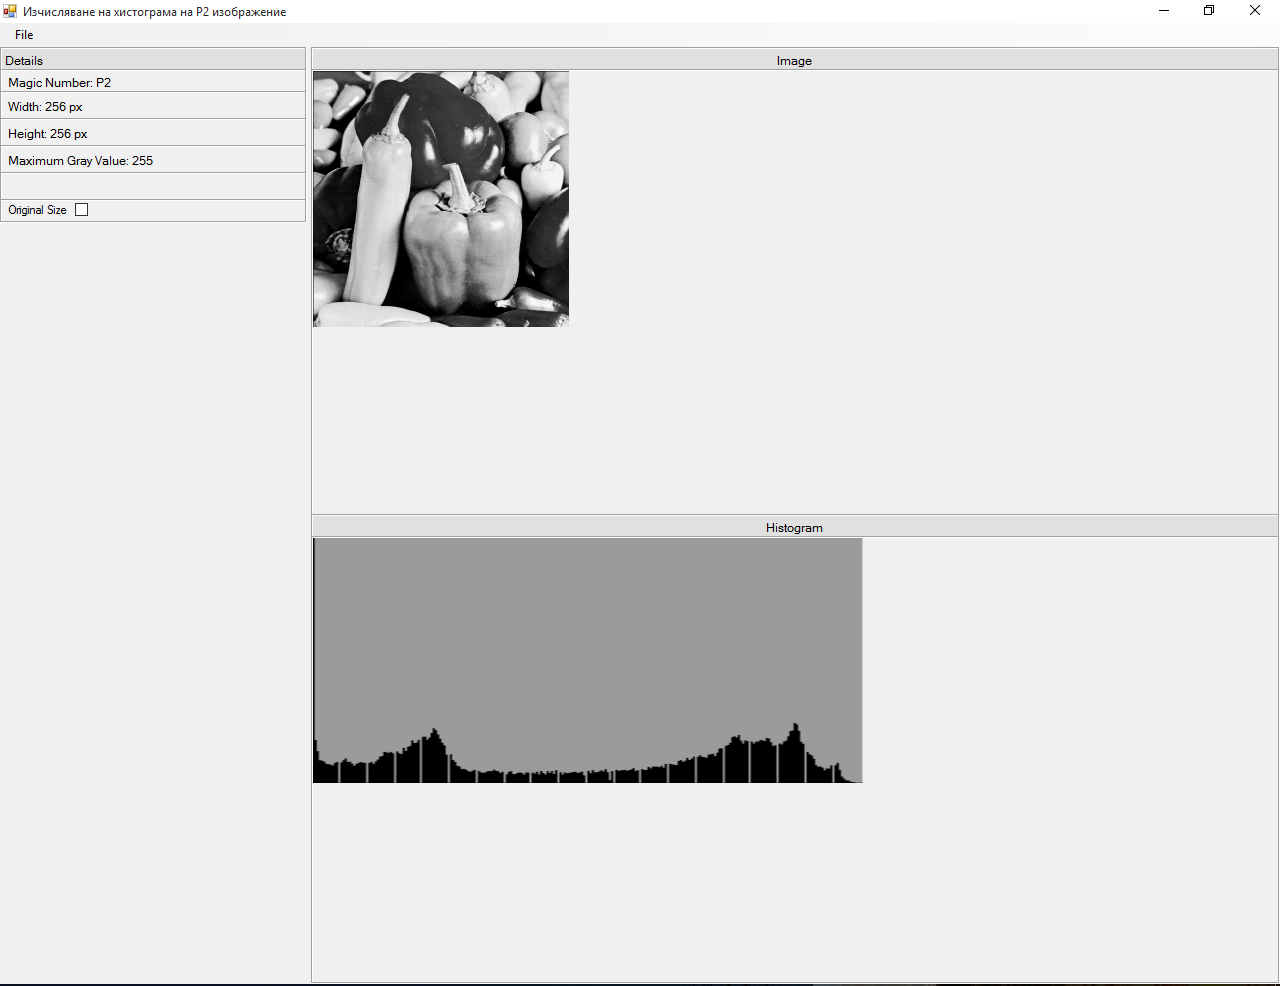 Изчисляване на хистограма на P2 изображение
File
Details
Magic Number: P2
Width: 256 px
Height: 256 px
Maximum Gray Value: 255
Original Size
Image
Histogram